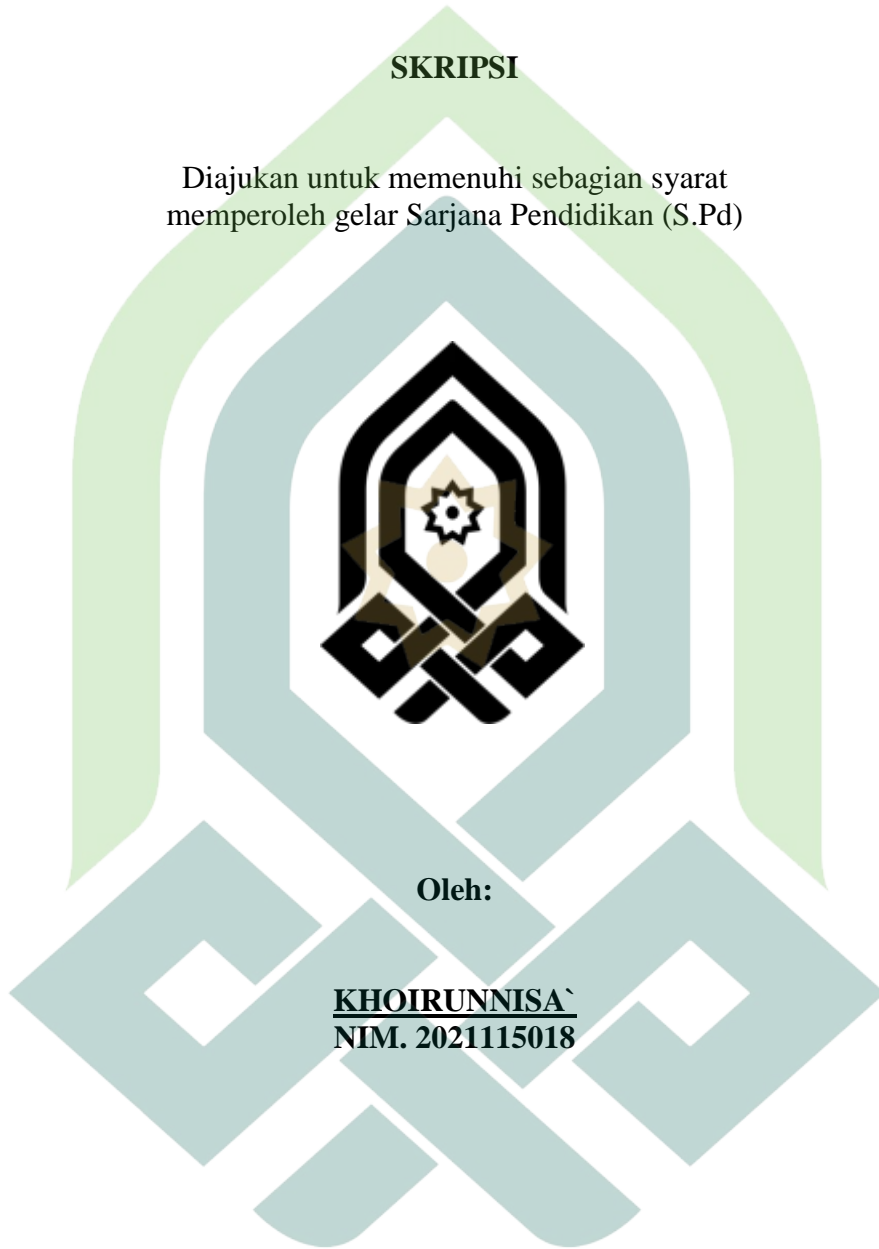 SKRIPSI
Diajukan untuk memenuhi sebagian syarat
memperoleh gelar Sarjana Pendidikan (S.Pd)
Oleh:
KHOIRUNNISA`
NIM. 2021115018